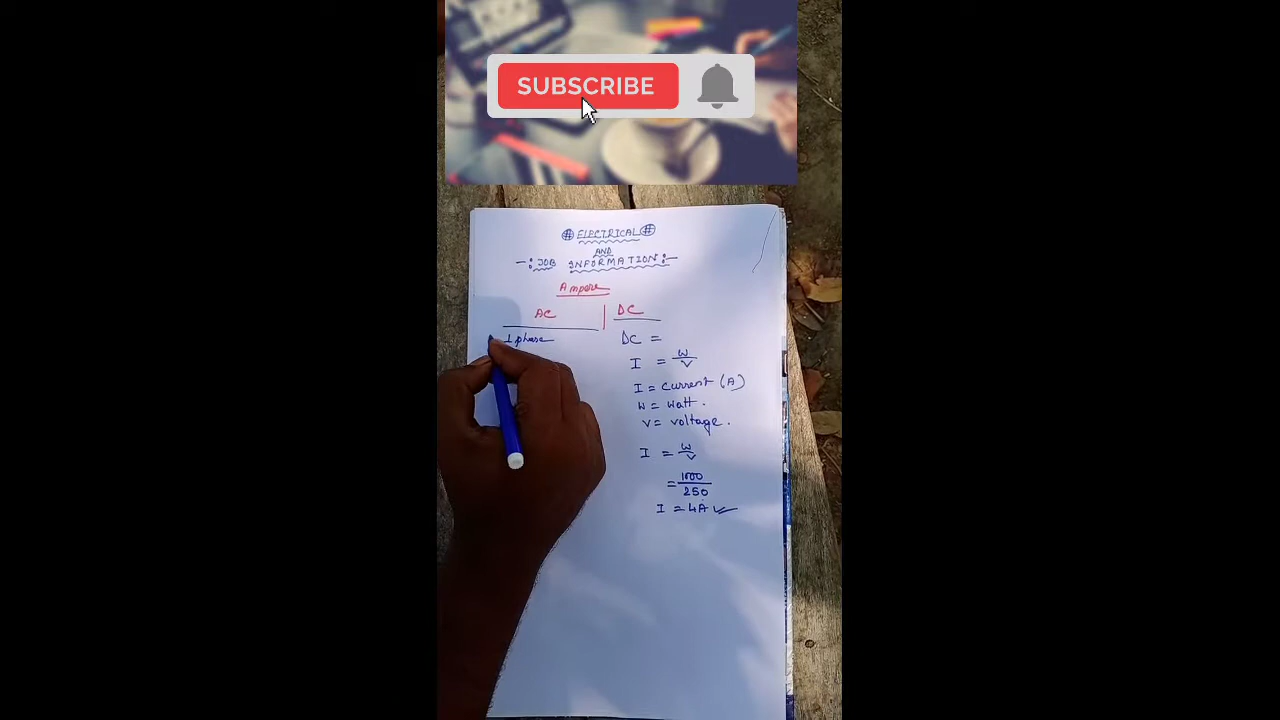 SUBSCRIBE
# ELECTRICAL #
AND
-: JOB INFORMATION :-
Ampere
AC | DC
1 phase
DC =
I = W/V
I = Current (A)
W = Watt.
V = Voltage.
I = W/V
= 1000/250
I = 4A ✓